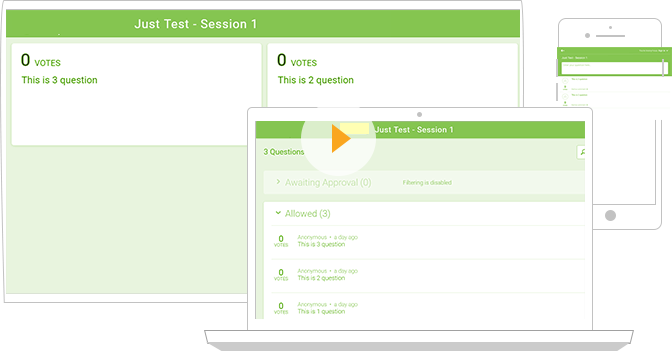 Just Test - Session 1
0 VOTES
This is 3 question
0 VOTES
This is 2 question
Just Test - Session 1
3 Questions
Awaiting Approval (0)
Filtering is disabled
Allowed (3)
0 VOTES
Anonymous • a day ago
This is 3 question
0 VOTES
Anonymous • a day ago
This is 2 question
0 VOTES
Anonymous • a day ago
This is 1 question